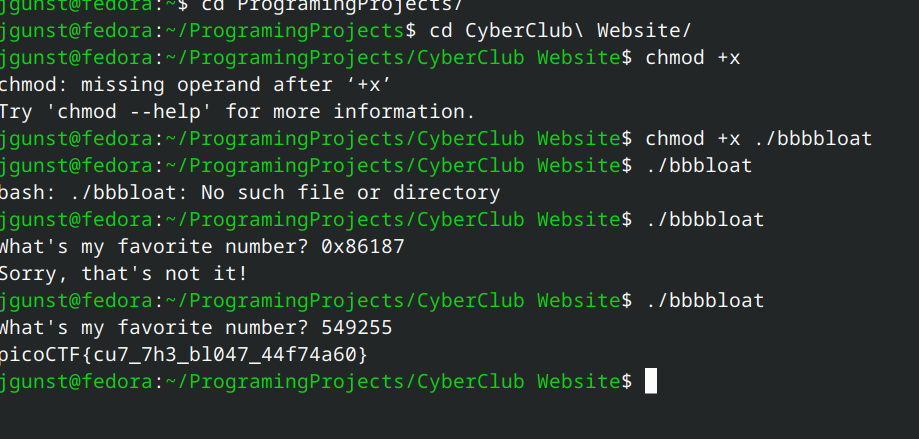 jgunst@fedora:~$ cd ProgramingProjects/
jgunst@fedora:~/ProgramingProjects$ cd CyberClub\ Website/
jgunst@fedora:~/ProgramingProjects/CyberClub Website$ chmod +x
chmod: missing operand after ‘+x’
Try 'chmod --help' for more information.
jgunst@fedora:~/ProgramingProjects/CyberClub Website$ chmod +x ./bbbbloat
jgunst@fedora:~/ProgramingProjects/CyberClub Website$ ./bbbloat
bash: ./bbbloat: No such file or directory
jgunst@fedora:~/ProgramingProjects/CyberClub Website$ ./bbbbloat
What's my favorite number? 0x86187
Sorry, that's not it!
jgunst@fedora:~/ProgramingProjects/CyberClub Website$ ./bbbbloat
What's my favorite number? 549255
picoCTF{cu7_7h3_bl047_44f74a60}
jgunst@fedora:~/ProgramingProjects/CyberClub Website$